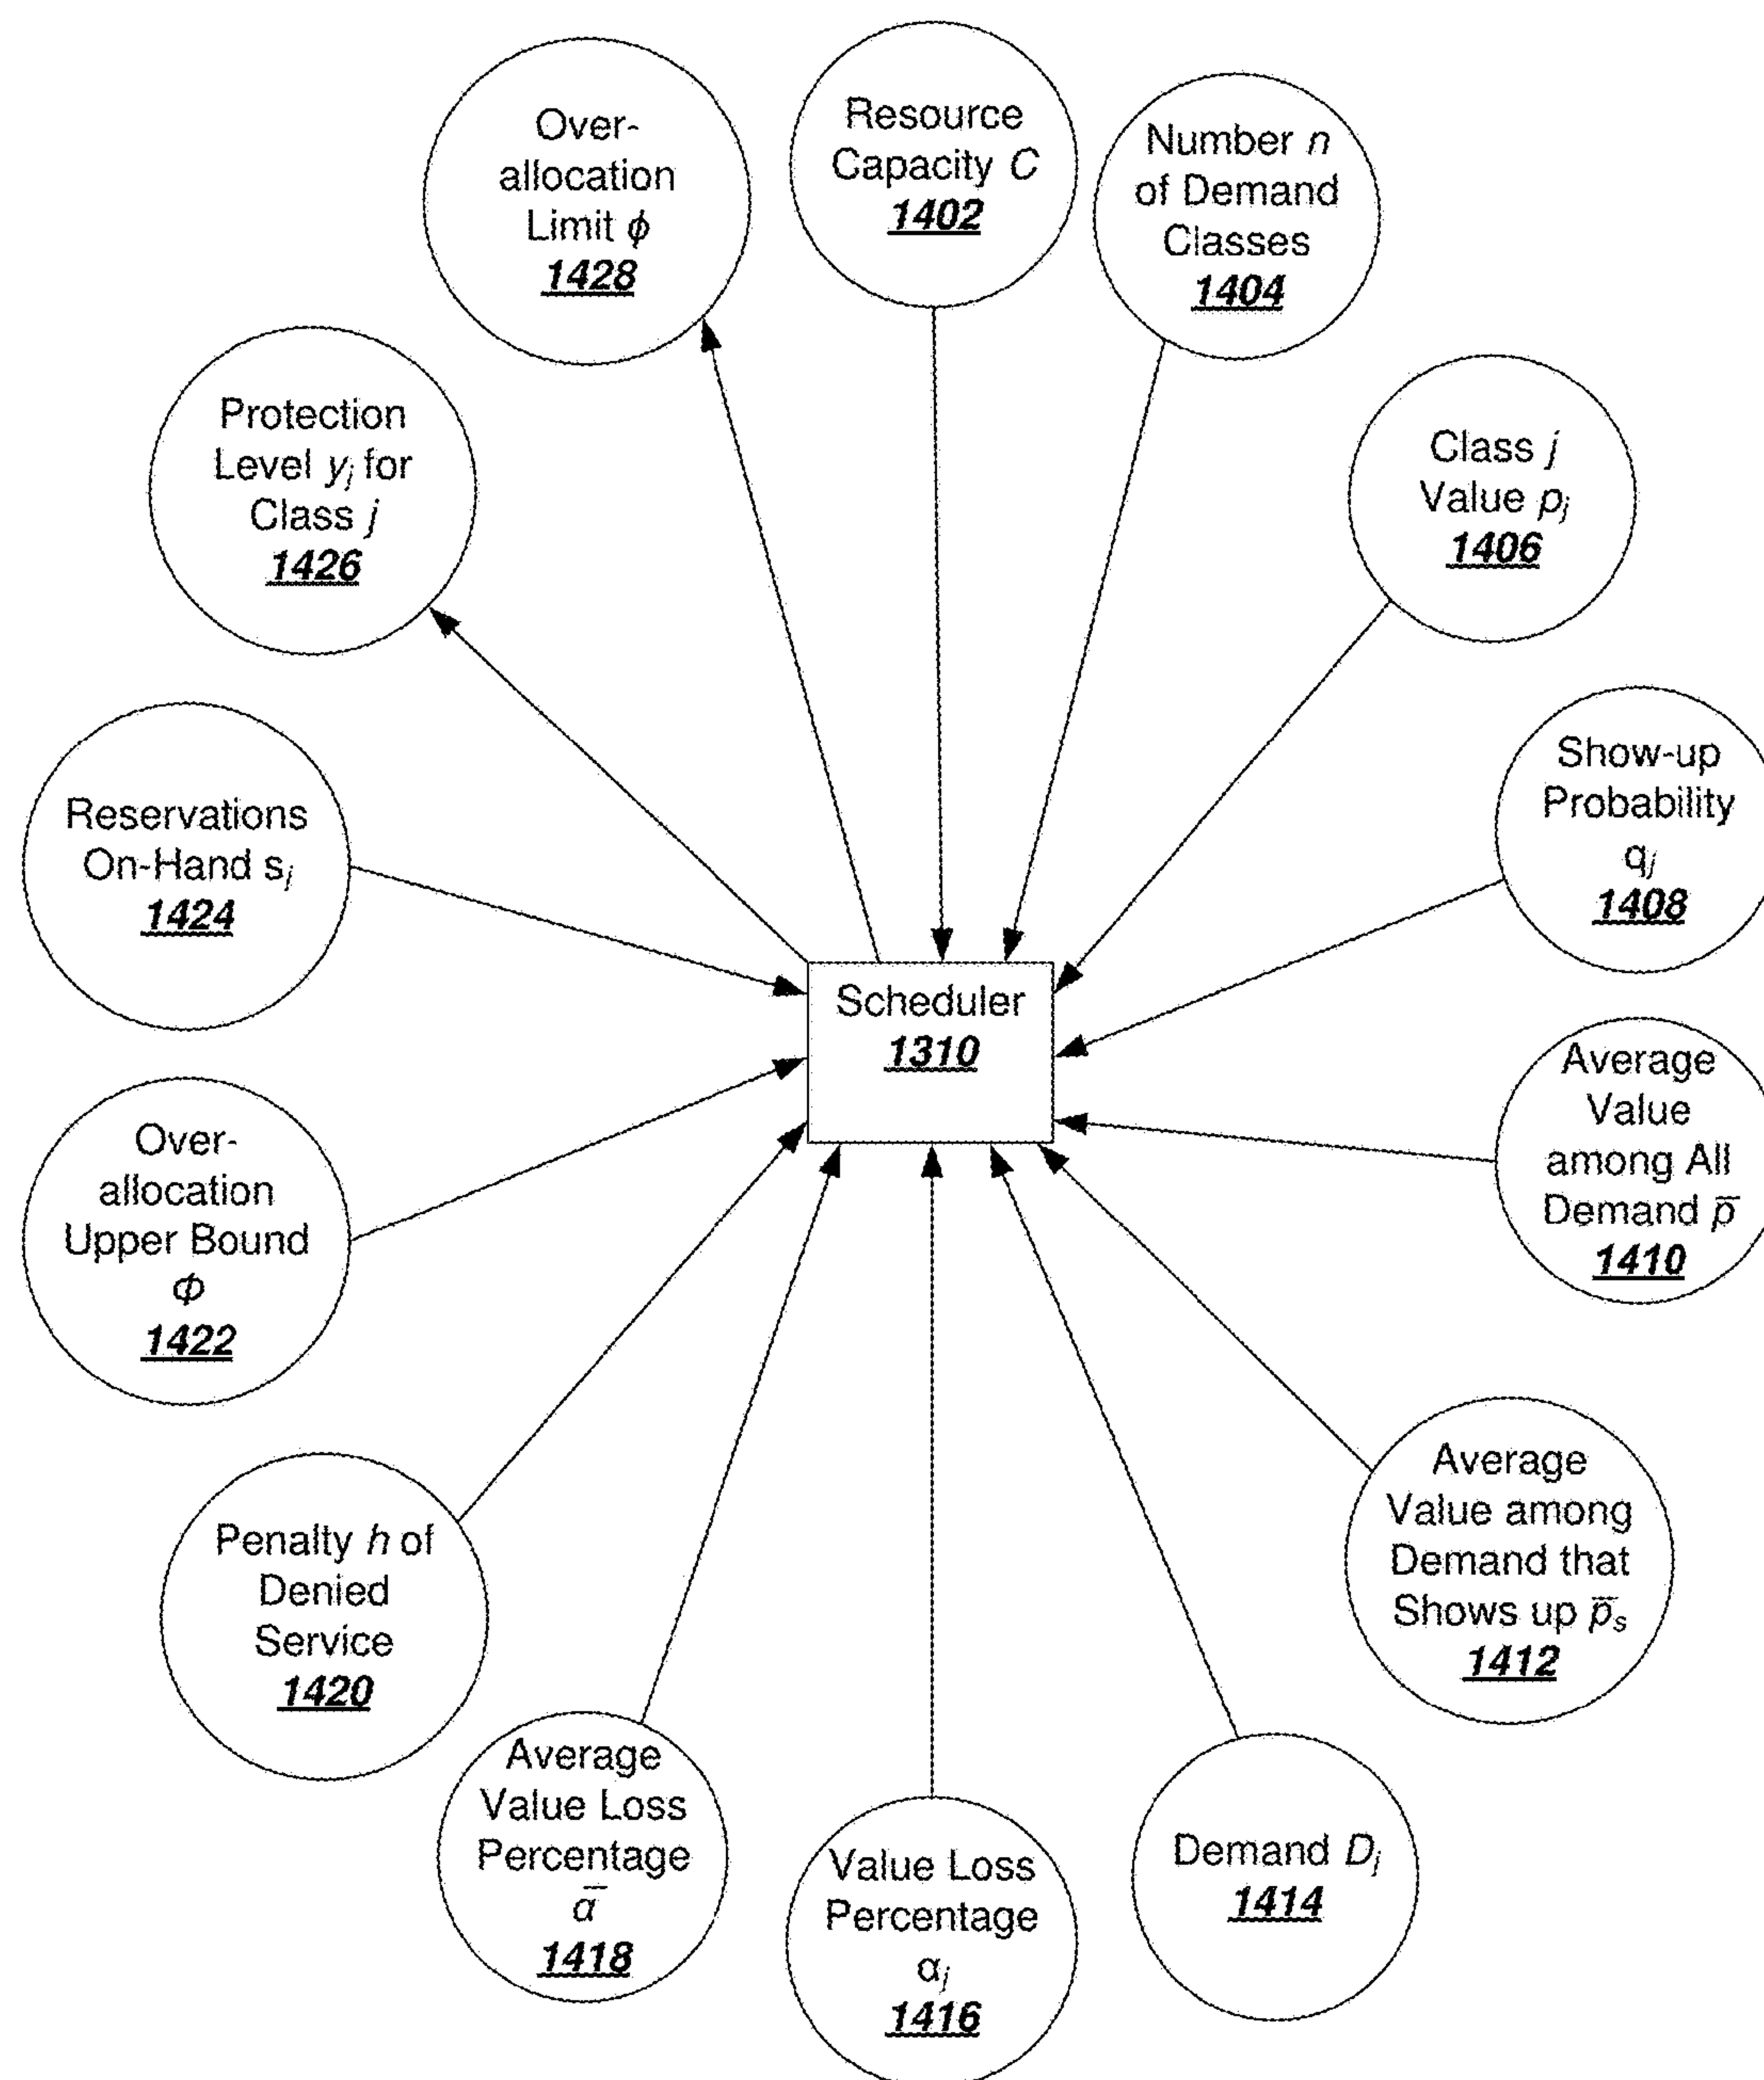 Over-
allocation
Limit ϕ
1428
Resource
Capacity C
1402
Number n
of Demand
Classes
1404
Protection
Level yj for
Class j
1426
Class j
Value pj
1406
Reservations
On-Hand sj
1424
Show-up
Probability
qj
1408
Scheduler
1310
Over-
allocation
Upper Bound
Φ
1422
Average
Value
among All
Demand p̅
1410
Penalty h of
Denied
Service
1420
Average
Value among
Demand that
Shows up p̅s
1412
Average
Value Loss
Percentage
α̅
1418
Value Loss
Percentage
αj
1416
Demand Dj
1414